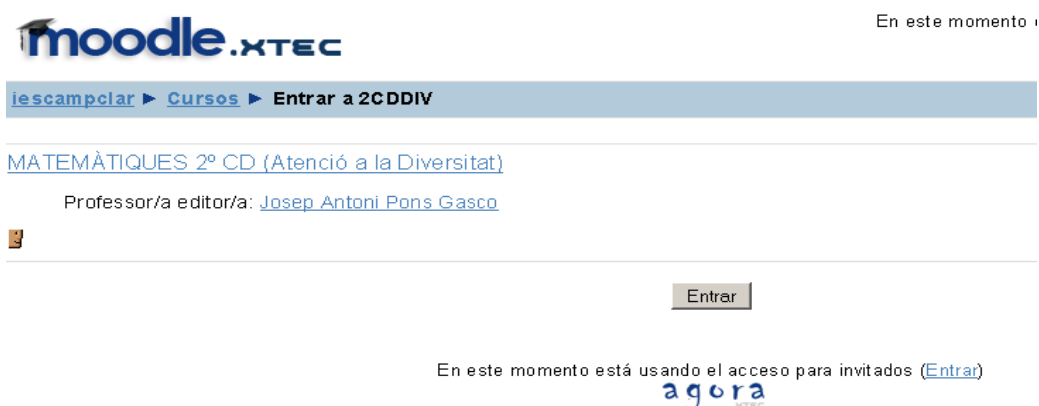 En este momento
moodle.xtec
iescampclar ► Cursos ► Entrar a 2CDDIV
MATEMÀTIQUES 2º CD (Atenció a la Diversitat)
Professor/a editor/a: Josep Antoni Pons Gasco
Entrar
En este momento está usando el acceso para invitados (Entrar)
agora
XTEC